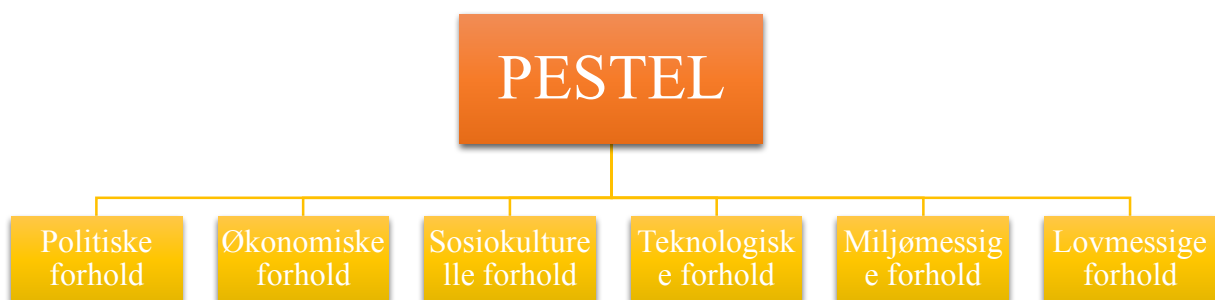 PESTEL
Politiske
forhold
Økonomiske
forhold
Sosiokulture
lle forhold
Teknologisk
e forhold
Miljømessig
e forhold
Lovmessige
forhold